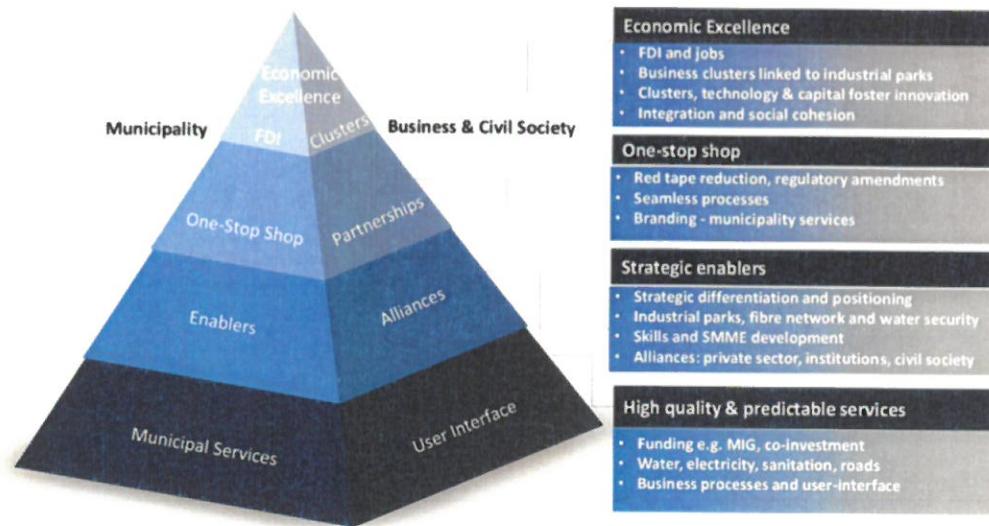 Economic
Excellence
Municipality
Business & Civil Society
FDI
Clusters
One-Stop Shop
Partnerships
Enablers
Alliances
Municipal Services
User Interface
Economic Excellence
• FDI and jobs
• Business clusters linked to industrial parks
• Clusters, technology & capital foster innovation
• Integration and social cohesion
One-stop shop
• Red tape reduction, regulatory amendments
• Seamless processes
• Branding - municipality services
Strategic enablers
• Strategic differentiation and positioning
• Industrial parks, fibre network and water security
• Skills and SMME development
• Alliances: private sector, institutions, civil society
High quality & predictable services
• Funding e.g. MIG, co-investment
• Water, electricity, sanitation, roads
• Business processes and user-interface